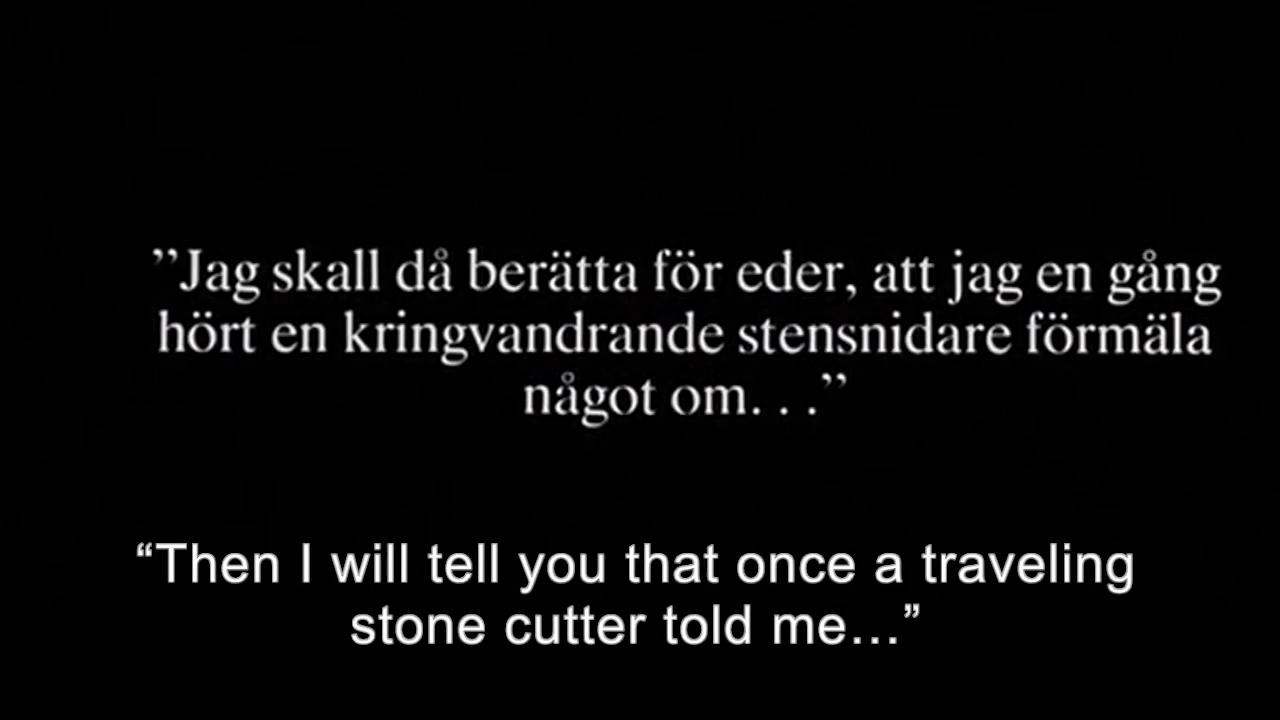 ”Jag skall då berätta för eder, att jag en gång
hört en kringvandrande stensnidare förmäla
något om. . .”
“Then I will tell you that once a traveling
stone cutter told me…”